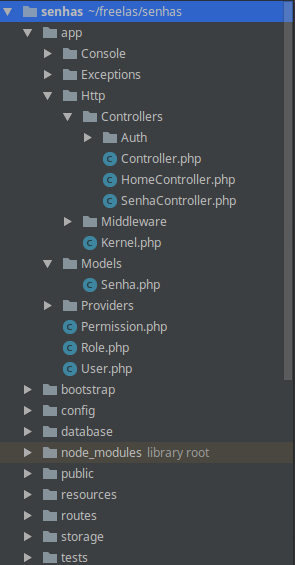 senhas ~/freelas/senhas
app
Console
Exceptions
Http
Controllers
Auth
Controller.php
HomeController.php
SenhaController.php
Middleware
Kernel.php
Models
Senha.php
Providers
Permission.php
Role.php
User.php
bootstrap
config
database
node_modules library root
public
resources
routes
storage
tests